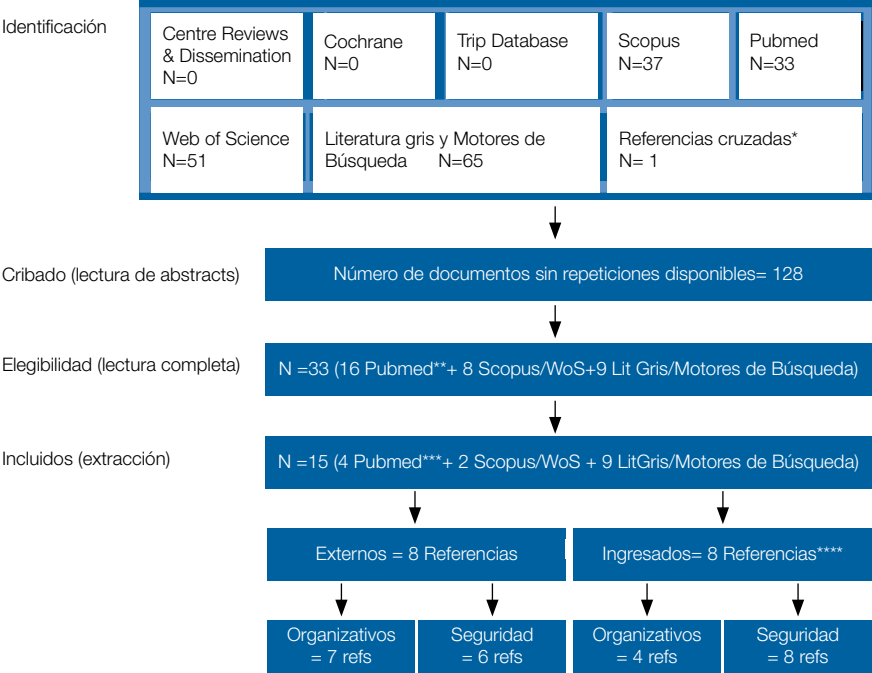 Identificación
Centre Reviews
& Dissemination
N=0
Cochrane
N=0
Trip Database
N=0
Scopus
N=37
Pubmed
N=33
Web of Science
N=51
Literatura gris y Motores de
Búsqueda N=65
Referencias cruzadas*
N= 1
Cribado (lectura de abstracts)
Número de documentos sin repeticiones disponibles= 128
Elegibilidad (lectura completa)
N =33 (16 Pubmed**+ 8 Scopus/WoS+9 Lit Gris/Motores de Búsqueda)
Incluidos (extracción)
N =15 (4 Pubmed***+ 2 Scopus/WoS + 9 LitGris/Motores de Búsqueda)
Externos = 8 Referencias
Ingresados= 8 Referencias****
Organizativos
= 7 refs
Seguridad
= 6 refs
Organizativos
= 4 refs
Seguridad
= 8 refs